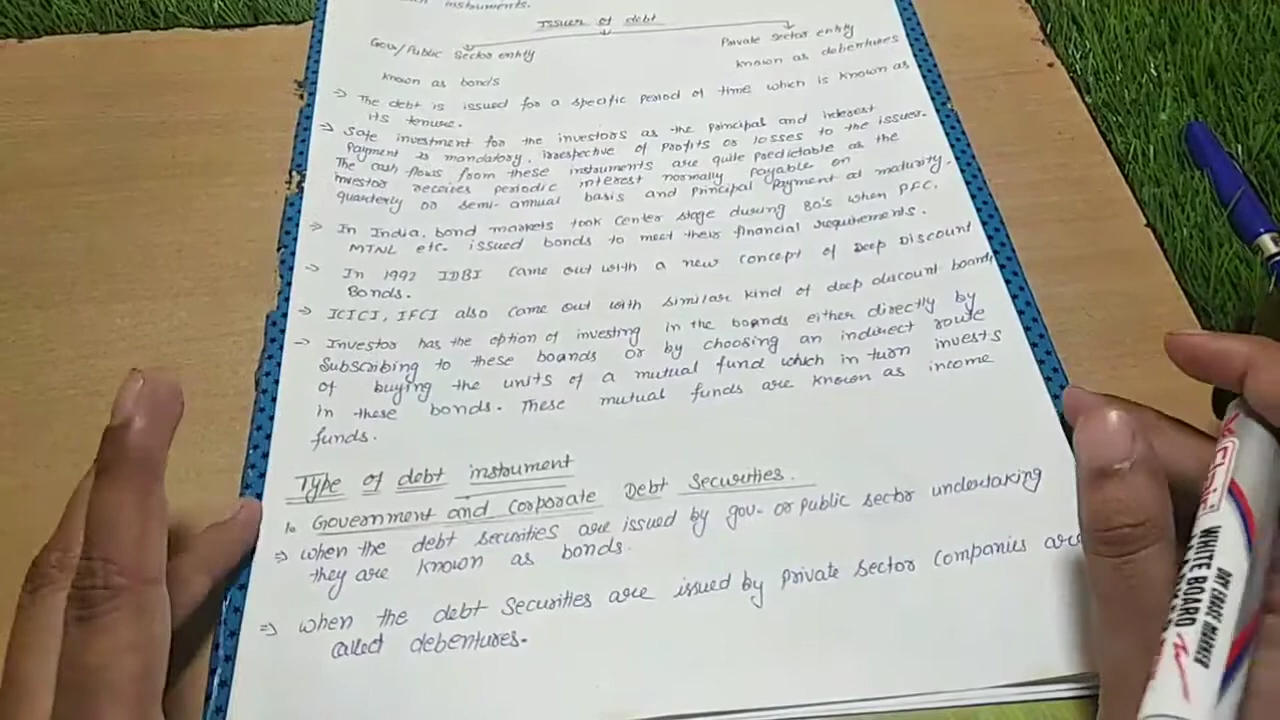 instruments.
Issuer of debt
Gov/Public Sector entity
Private Sector entity
known as bonds
known as debentures
⇒ The debt is issued for a specific period of time which is known as
its tenure.
⇒ Safe investment for the investors as the principal and interest
Payment is mandatory, irrespective of profits or losses to the issuer.
The cash flows from these instruments are quite predictable as the
investor receives periodic interest normally payable on
quarterly or semi-annual basis and principal payment at maturity.
⇒ In India, bond markets took center stage during 80's when PFC.
MTNL etc. issued bonds to meet their financial requirements.
⇒ In 1992 IDBI came out with a new concept of Deep Discount
Bonds.
⇒ ICICI, IFCI also came out with similar kind of deep discount boands
→ Investor has the option of investing in the boands either directly by
Subscribing to these boands or by choosing an indirect route
of buying the units of a mutual fund which in turn invests
in these bonds. These mutual funds are known as income
funds.
Type of debt instrument
1. Government and corporate Debt Securities.
⇒ when the debt securities are issued by gov- or public sector undertaking
they are known as bonds.
⇒ when the debt Securities are issued by private sector companies are
called debentures.
WHITE BOARD
DRY ERASE MARKER